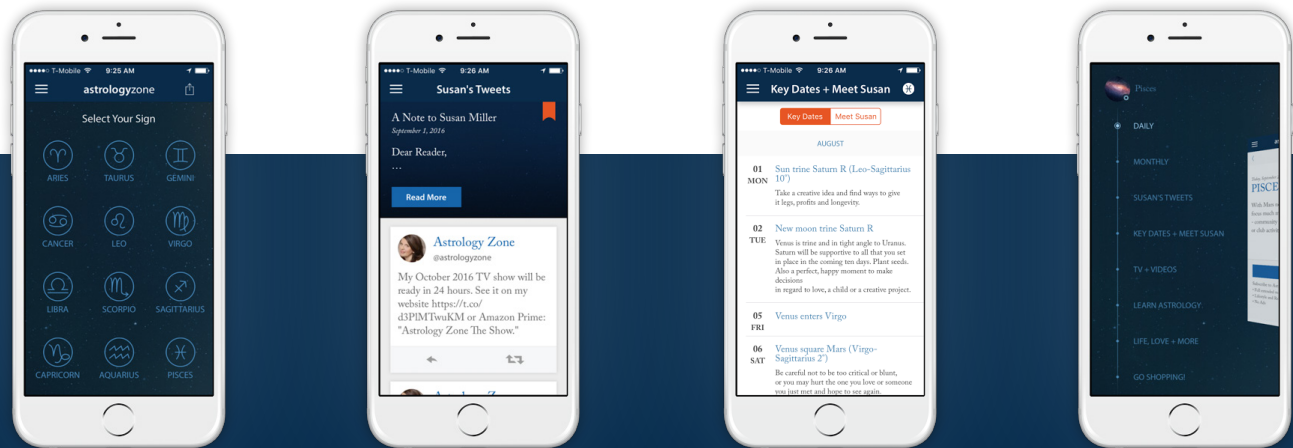 T-Mobile 9:25 AM
astrologyzone
Select Your Sign
ARIES TAURUS GEMINI
CANCER LEO VIRGO
LIBRA SCORPIO SAGITTARIUS
CAPRICORN AQUARIUS PISCES
T-Mobile 9:26 AM
Susan's Tweets
A Note to Susan Miller
September 1, 2016
Dear Reader,
…
Read More
Astrology Zone
@astrologyzone
My October 2016 TV show will be
ready in 24 hours. See it on my
website https://t.co/
d3PlMTwuKM or Amazon Prime:
"Astrology Zone The Show."
T-Mobile 9:26 AM
Key Dates + Meet Susan
Key Dates Meet Susan
AUGUST
01 Sun trine Saturn R (Leo-Sagittarius
MON 10°)
Take a creative idea and find ways to give
it legs, profits and longevity.
02 New moon trine Saturn R
TUE Venus is trine and in tight angle to Uranus.
Saturn will be supportive to all that you set
in place in the coming ten days. Plant seeds.
Also a perfect, happy moment to make
decisions
in regard to love, a child or a creative project.
05 Venus enters Virgo
FRI
06 Venus square Mars (Virgo-
SAT Sagittarius 2°)
Be careful not to be too critical or blunt,
or you may hurt the one you love or someone
you just met and hope to see again.
Pisces
DAILY
MONTHLY
SUSAN'S TWEETS
KEY DATES + MEET SUSAN
TV + VIDEOS
LEARN ASTROLOGY
LIFE, LOVE + MORE
GO SHOPPING!